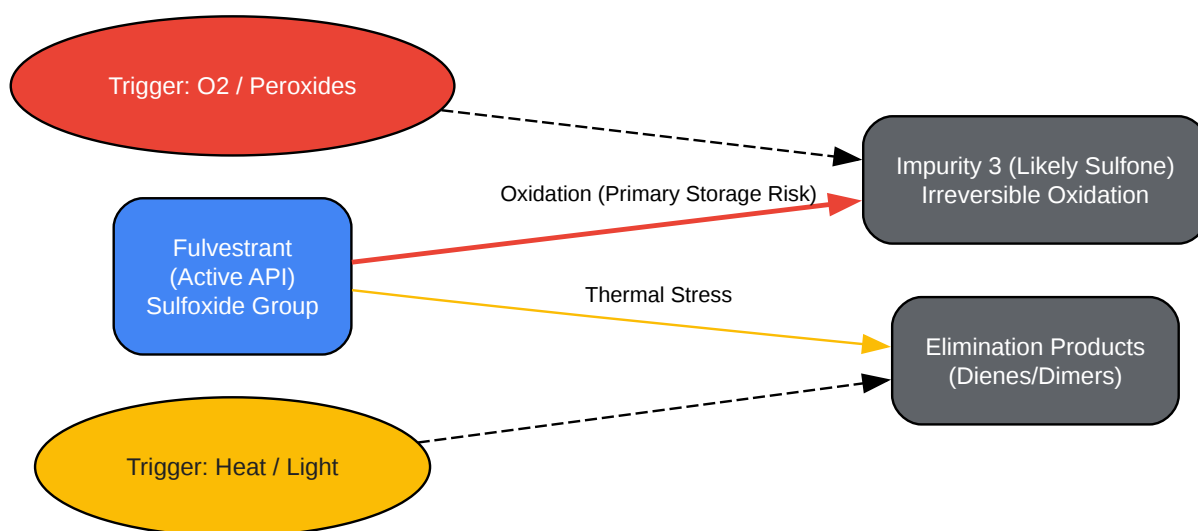 Trigger: O2 / Peroxides
Impurity 3 (Likely Sulfone)
Irreversible Oxidation
Oxidation (Primary Storage Risk)
Fulvestrant
(Active API)
Sulfoxide Group
Thermal Stress
Elimination Products
(Dienes/Dimers)
Trigger: Heat / Light